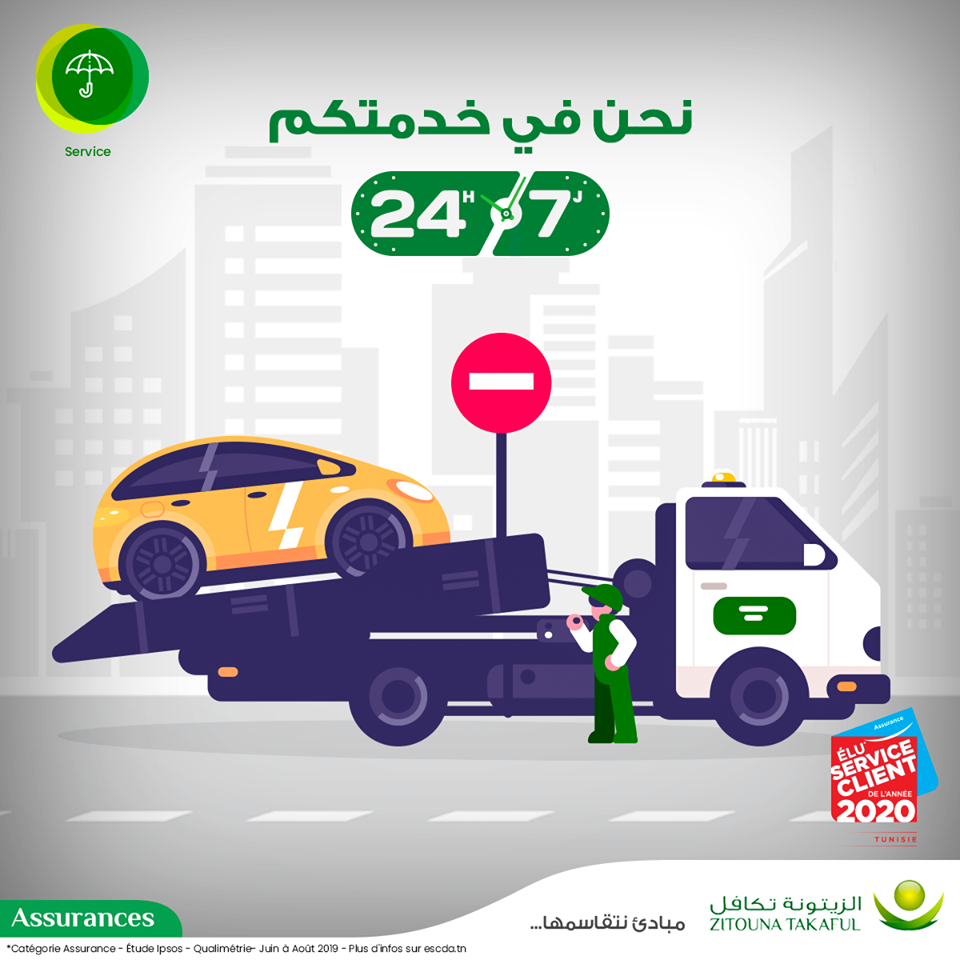 Service
نحن في خدمتكم
24H 7J
Assurance
ÉLU
SERVICE
CLIENT
DE L'ANNÉE
2020
TUNISIE
Assurances
مبادئ نتقاسمها...
الزيتونة تكافل
ZITOUNA TAKAFUL
*Catégorie Assurance - Étude Ipsos - Qualimétrie- Juin à Août 2019 - Plus d'infos sur escda.tn